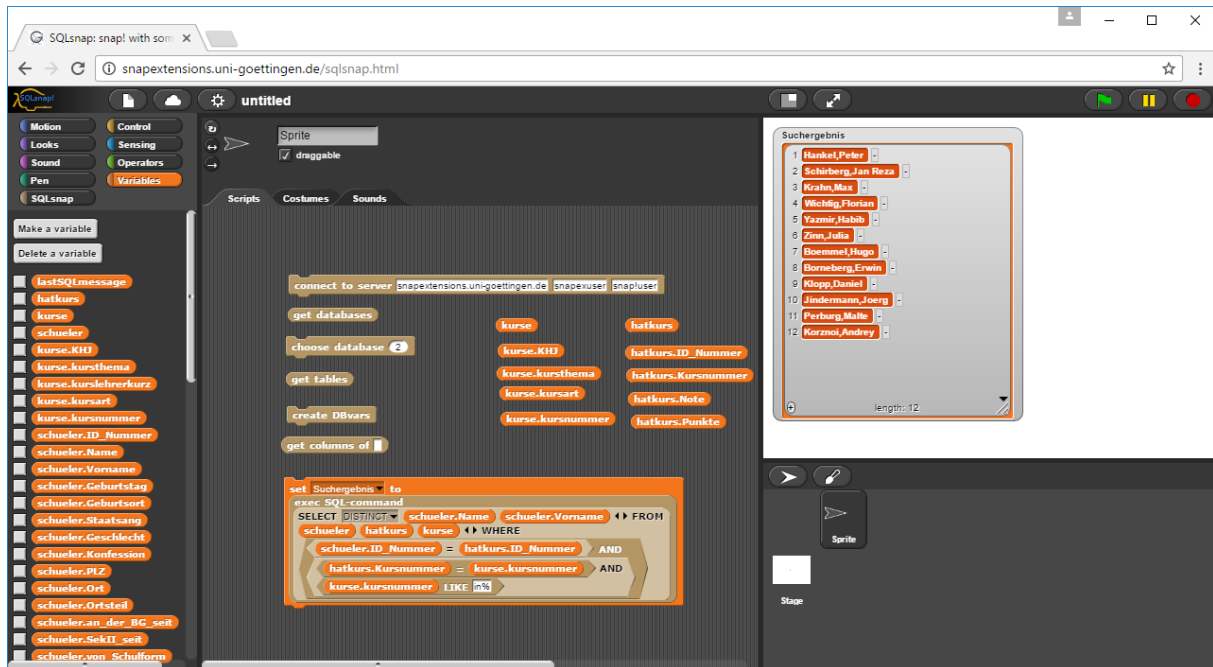 SQLsnap: snap! with som
snapextensions.uni-goettingen.de/sqlsnap.html
SQLsnap!
untitled
Motion Control
Looks Sensing
Sound Operators
Pen Variables
SQLsnap
Make a variable
Delete a variable
lastSQLmessage
hatkurs
kurse
schueler
kurse.KHJ
kurse.kursthema
kurse.kurslehrerkurz
kurse.kursart
kurse.kursnummer
schueler.ID_Nummer
schueler.Name
schueler.Vorname
schueler.Geburtstag
schueler.Geburtsort
schueler.Staatsang
schueler.Geschlecht
schueler.Konfession
schueler.PLZ
schueler.Ort
schueler.Ortsteil
schueler.an_der_BG_seit
schueler.SekII_seit
schueler.von_Schulform
Sprite
draggable
Scripts Costumes Sounds
connect to server snapextensions.uni-goettingen.de snapexuser snap!user
get databases
choose database 2
get tables
create DBvars
get columns of
kurse
kurse.KHJ
kurse.kursthema
kurse.kursart
kurse.kursnummer
hatkurs
hatkurs.ID_Nummer
hatkurs.Kursnummer
hatkurs.Note
hatkurs.Punkte
set Suchergebnis to
exec SQL-command
SELECT DISTINCT schueler.Name schueler.Vorname FROM
schueler hatkurs kurse WHERE
schueler.ID_Nummer = hatkurs.ID_Nummer AND
hatkurs.Kursnummer = kurse.kursnummer AND
kurse.kursnummer LIKE in%
Suchergebnis
1 Hankel,Peter -
2 Schirberg,Jan Reza -
3 Krahn,Max -
4 Wichtig,Florian -
5 Yazmir,Habib -
6 Zinn,Julia -
7 Boemmel,Hugo -
8 Borneberg,Erwin -
9 Klopp,Daniel -
10 Jindermann,Joerg -
11 Perburg,Malte -
12 Korznoi,Andrey -
length: 12
Sprite
Stage